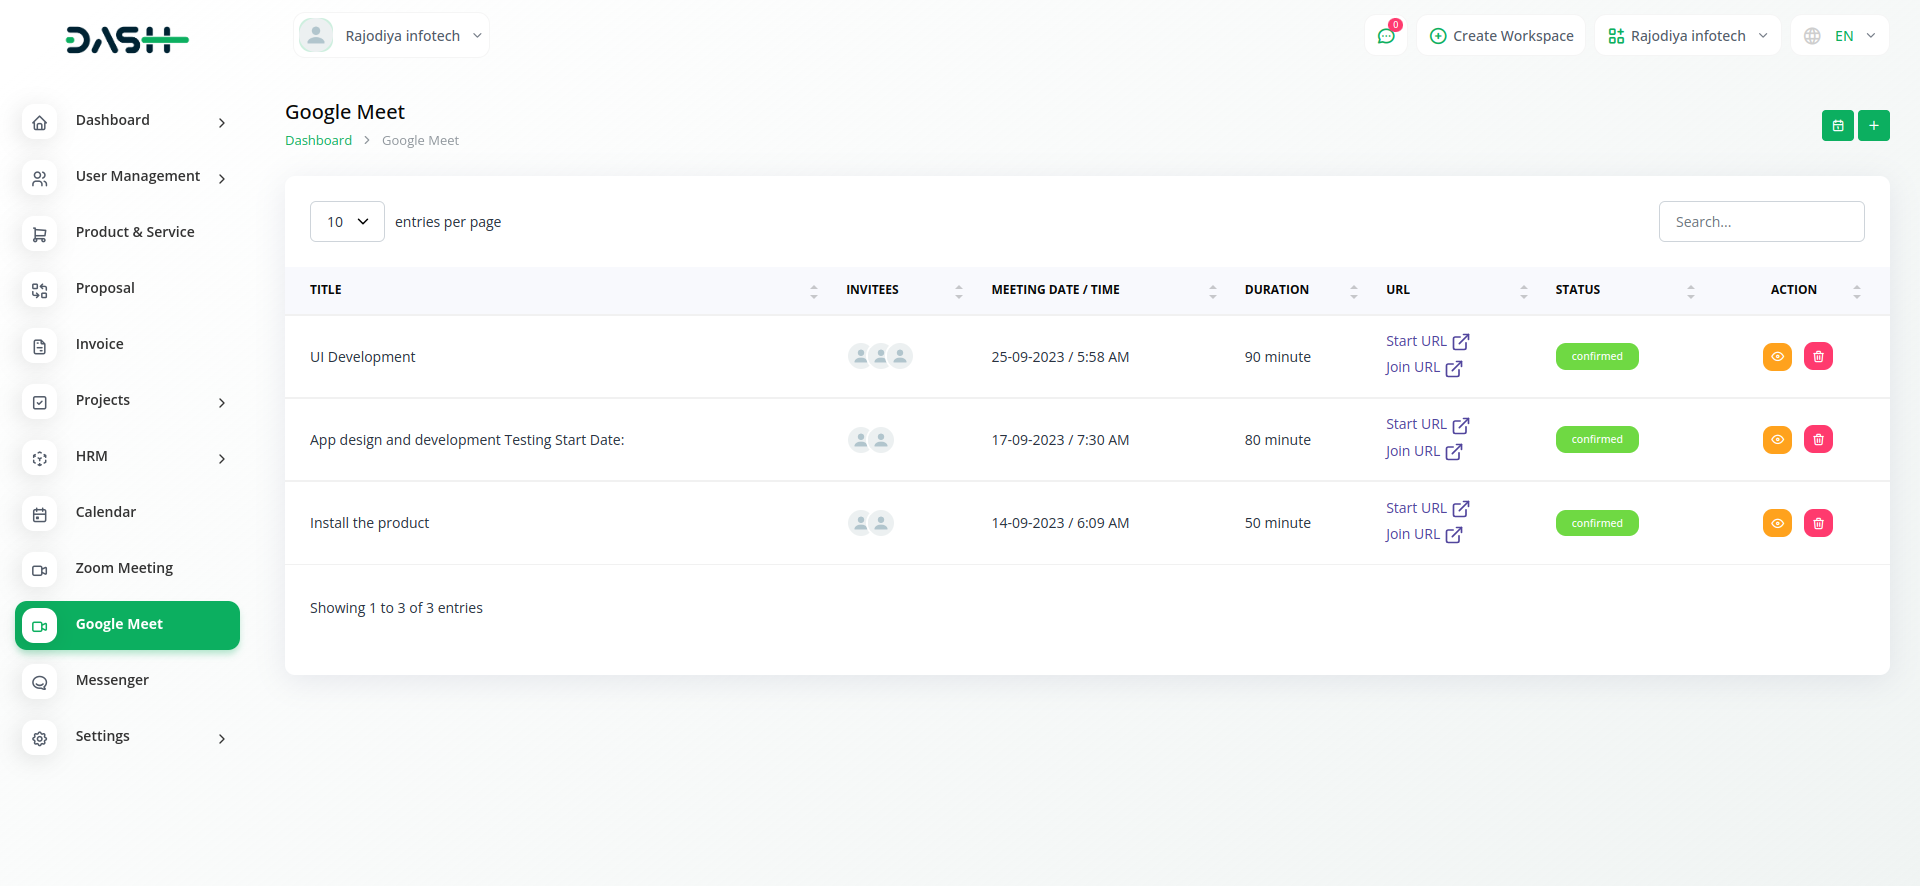 DASH
Rajodiya infotech
0
Create Workspace
Rajodiya infotech
EN
Dashboard
User Management
Product & Service
Proposal
Invoice
Projects
HRM
Calendar
Zoom Meeting
Google Meet
Messenger
Settings
Google Meet
Dashboard > Google Meet
10 entries per page
Search...
TITLE INVITEES MEETING DATE / TIME DURATION URL STATUS ACTION
UI Development 25-09-2023 / 5:58 AM 90 minute Start URL confirmed
Join URL
App design and development Testing Start Date: 17-09-2023 / 7:30 AM 80 minute Start URL confirmed
Join URL
Install the product 14-09-2023 / 6:09 AM 50 minute Start URL confirmed
Join URL
Showing 1 to 3 of 3 entries